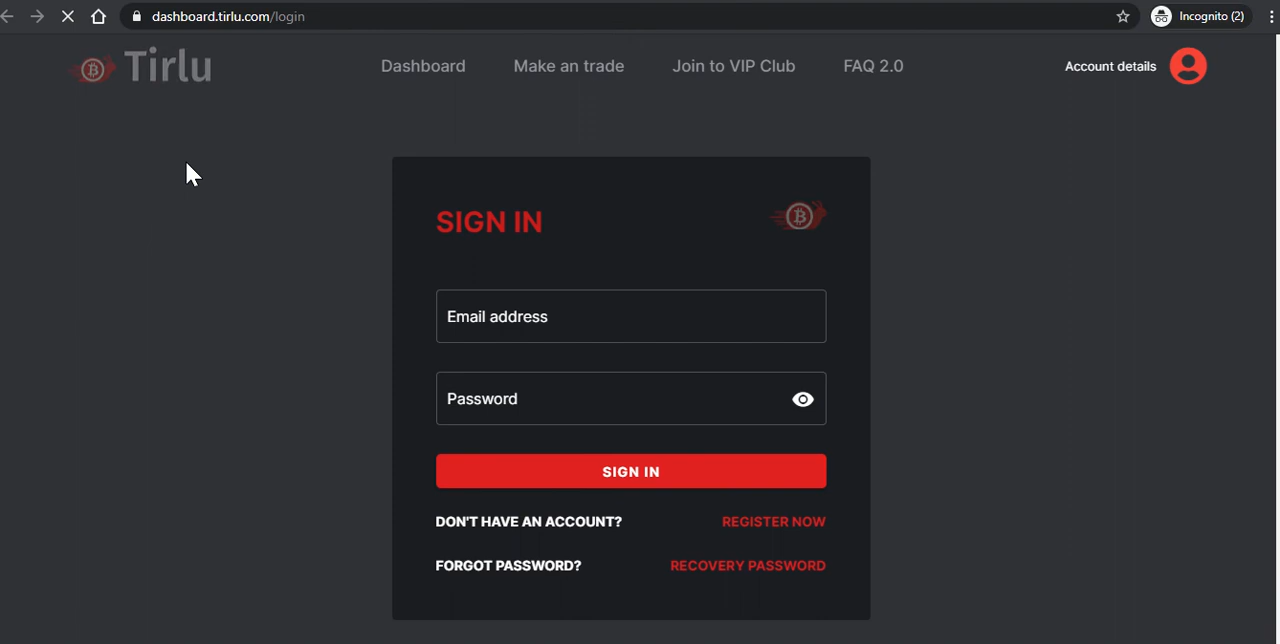 dashboard.tirlu.com/login
Incognito (2)
Tirlu
Dashboard
Make an trade
Join to VIP Club
FAQ 2.0
Account details
SIGN IN
Email address
Password
SIGN IN
DON'T HAVE AN ACCOUNT? REGISTER NOW
FORGOT PASSWORD? RECOVERY PASSWORD